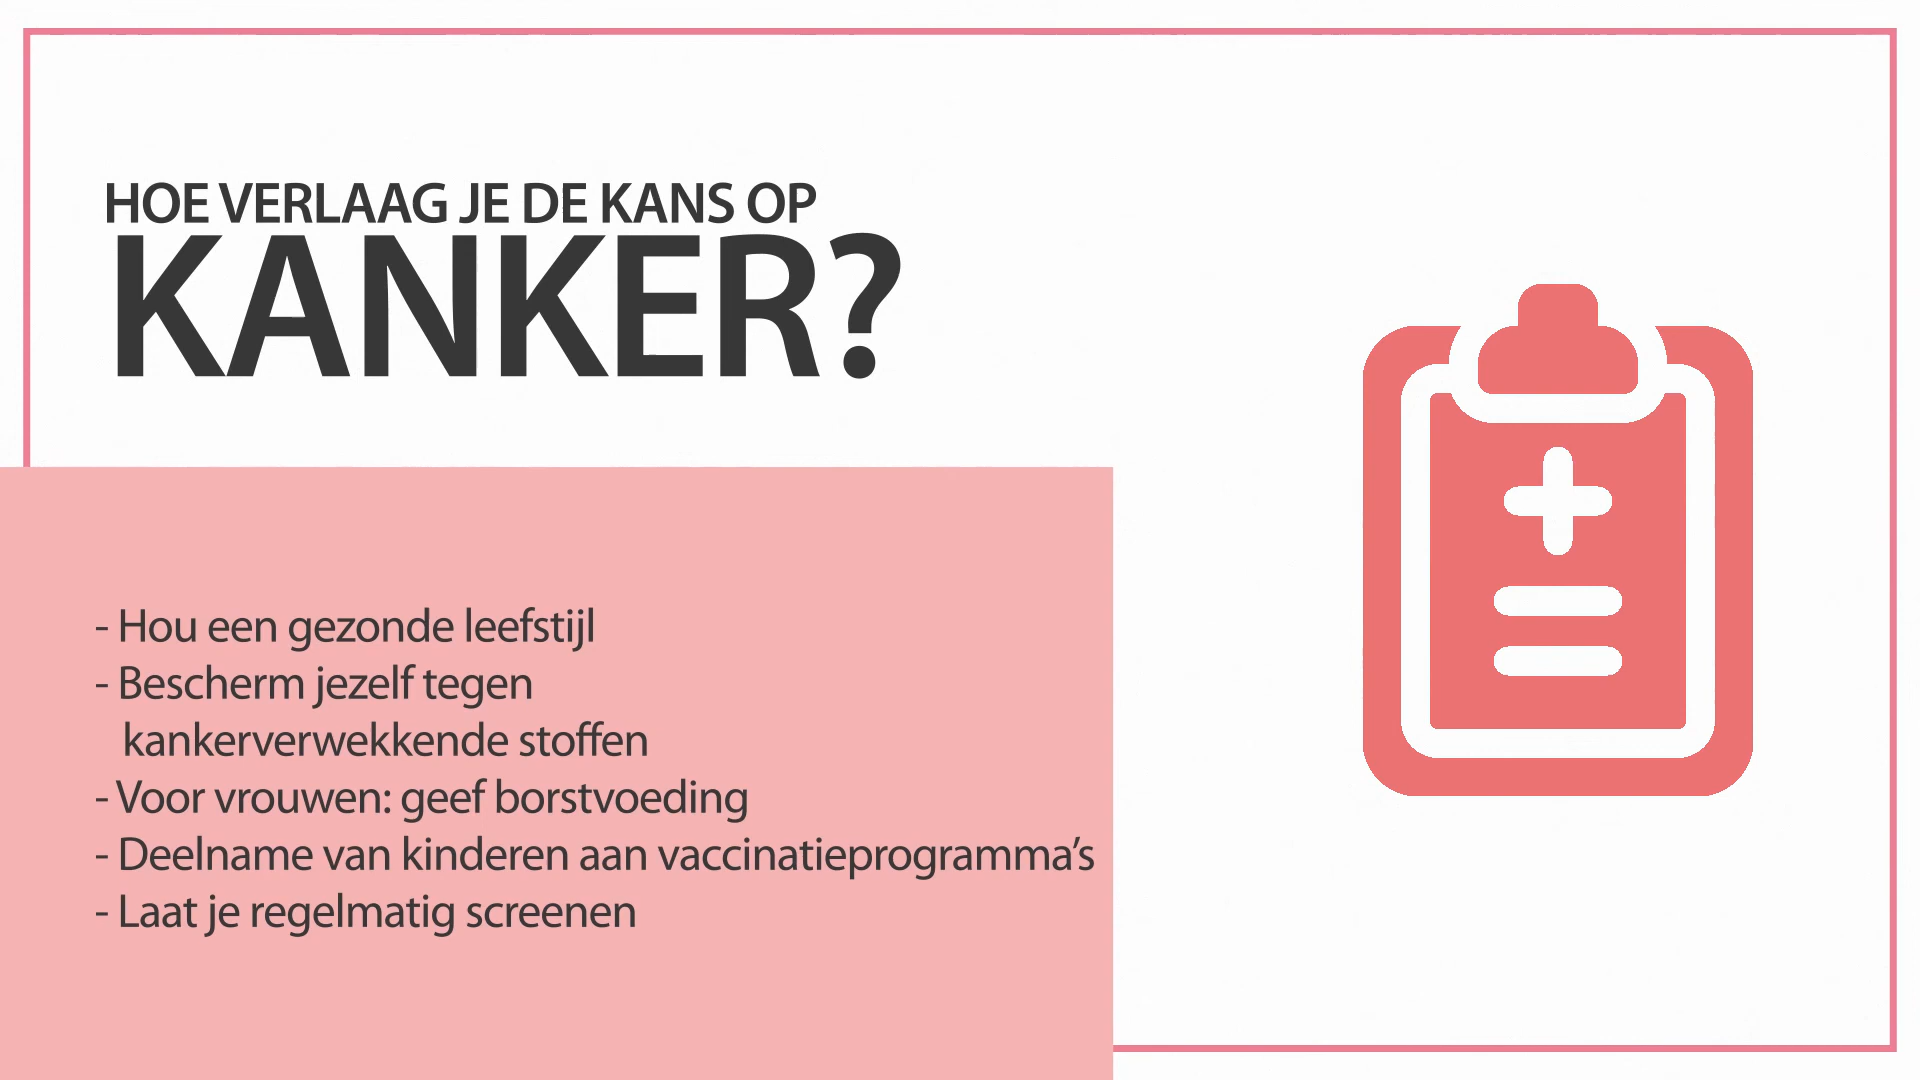 HOE VERLAAG JE DE KANS OP
KANKER?
- Hou een gezonde leefstijl
- Bescherm jezelf tegen
kankerverwekkende stoffen
- Voor vrouwen: geef borstvoeding
- Deelname van kinderen aan vaccinatieprogramma’s
- Laat je regelmatig screenen